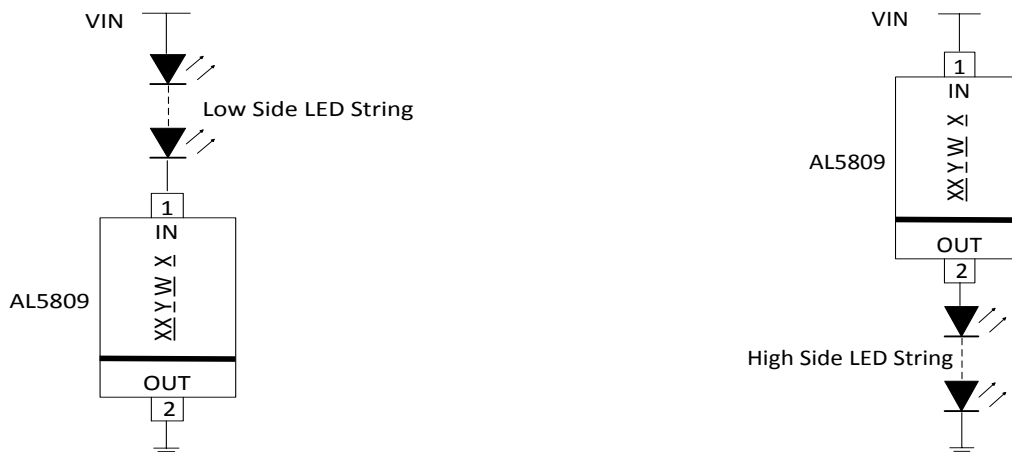 VIN
Low Side LED String
1
IN
XX Y W X
AL5809
OUT
2
VIN
1
IN
XX Y W X
AL5809
OUT
2
High Side LED String